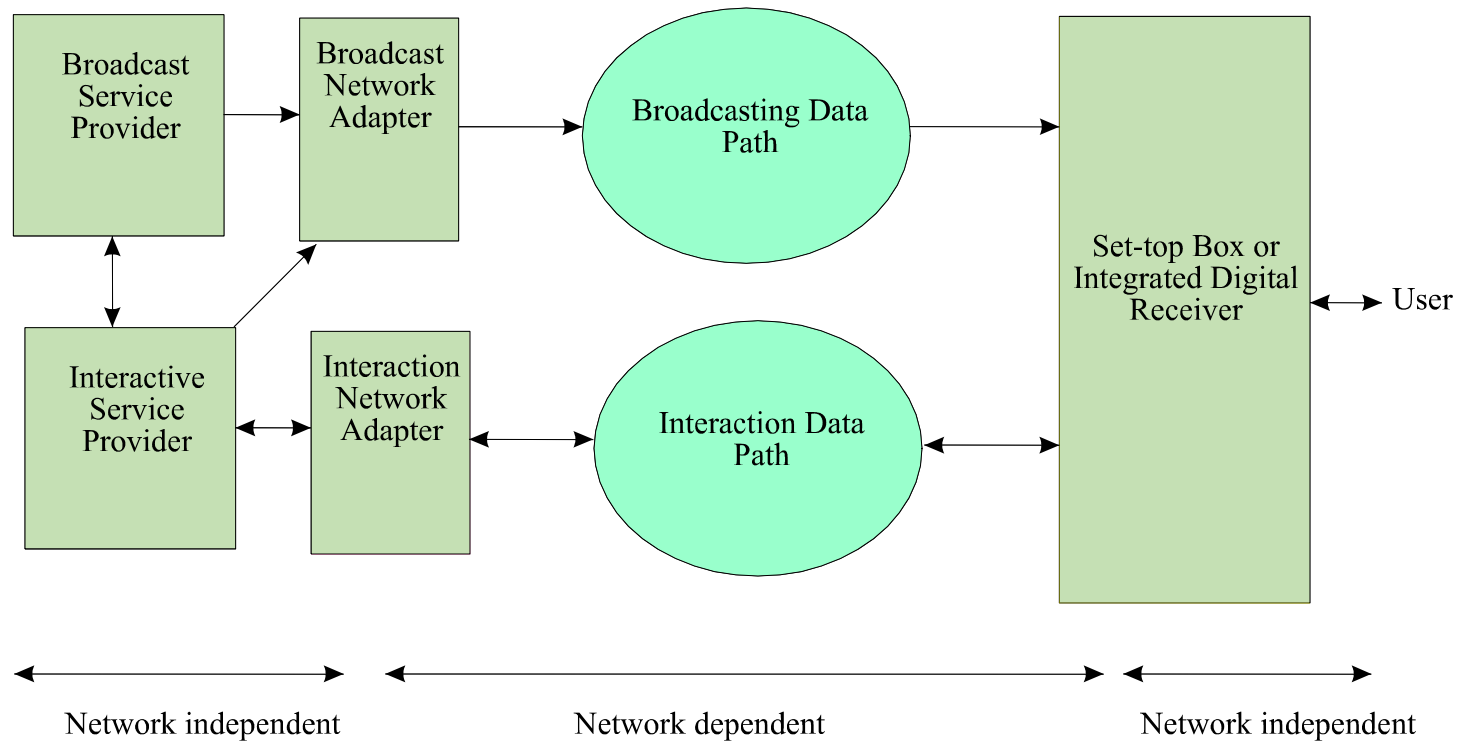 Broadcast
Service
Provider
Broadcast
Network
Adapter
Broadcasting Data
Path
Set-top Box or
Integrated Digital
Receiver
User
Interactive
Service
Provider
Interaction
Network
Adapter
Interaction Data
Path
Network independent
Network dependent
Network independent